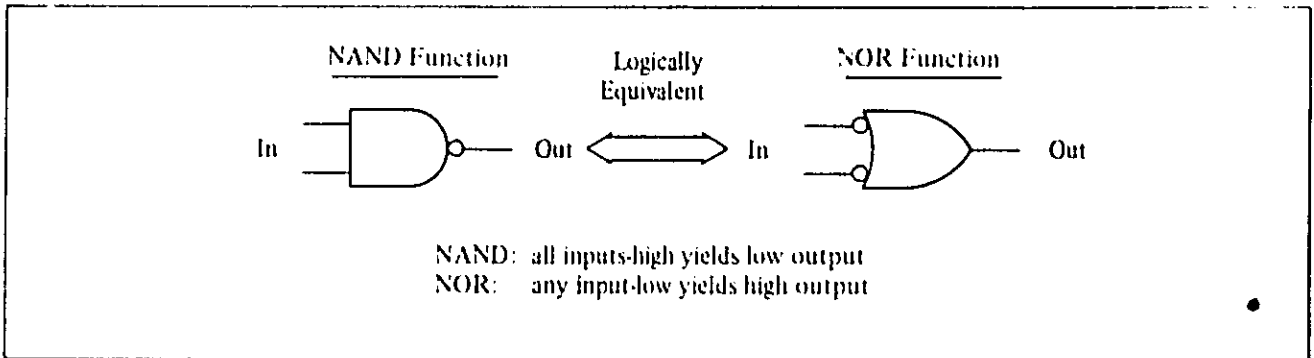 NAND Function
Logically
Equivalent
NOR Function
In
Out
In
Out
NAND: all inputs-high yields low output
NOR: any input-low yields high output